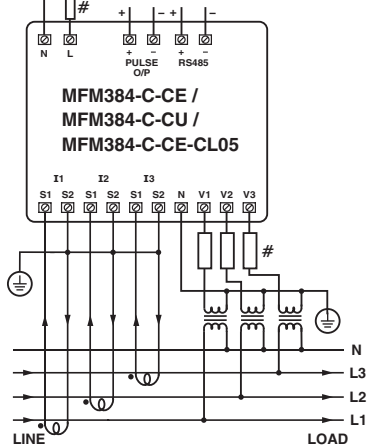 #
+ – + –
N L + – + –
PULSE O/P RS485
MFM384-C-CE /
MFM384-C-CU /
MFM384-C-CE-CL05
I1 I2 I3
S1 S2 S1 S2 S1 S2 N V1 V2 V3
#
N
L3
L2
L1
LINE LOAD